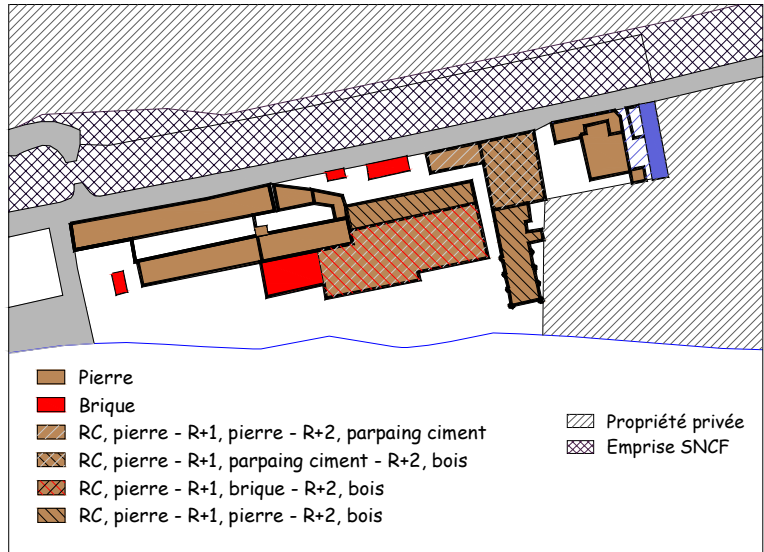 Pierre
Brique
RC, pierre - R+1, pierre - R+2, parpaing ciment
RC, pierre - R+1, parpaing ciment - R+2, bois
RC, pierre - R+1, brique - R+2, bois
RC, pierre - R+1, pierre - R+2, bois
Propriété privée
Emprise SNCF